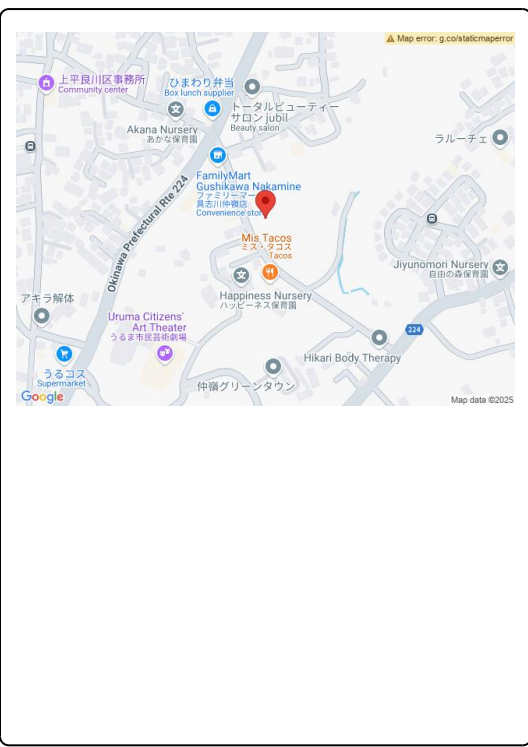 Map error: g.co/staticmaperror
上平良川区事務所
Community center
ひまわり弁当
Box lunch supplier
トータルビューティー
サロン jubil
Beauty salon
Akana Nursery
あかな保育園
ラルーチェ
FamilyMart
Gushikawa Nakamine
ファミリーマー
具志川仲嶺店
Convenience stor
Okinawa Prefectural Rte 224
Mis Tacos
ミス・タコス
Tacos
Jiyunomori Nursery
自由の森保育園
Happiness Nursery
ハッピーネス保育園
アキラ解体
Uruma Citizens'
Art Theater
うるま市民芸術劇場
224
Hikari Body Therapy
うるコス
Supermarket
仲嶺グリーンタウン
Google
Map data ©2025